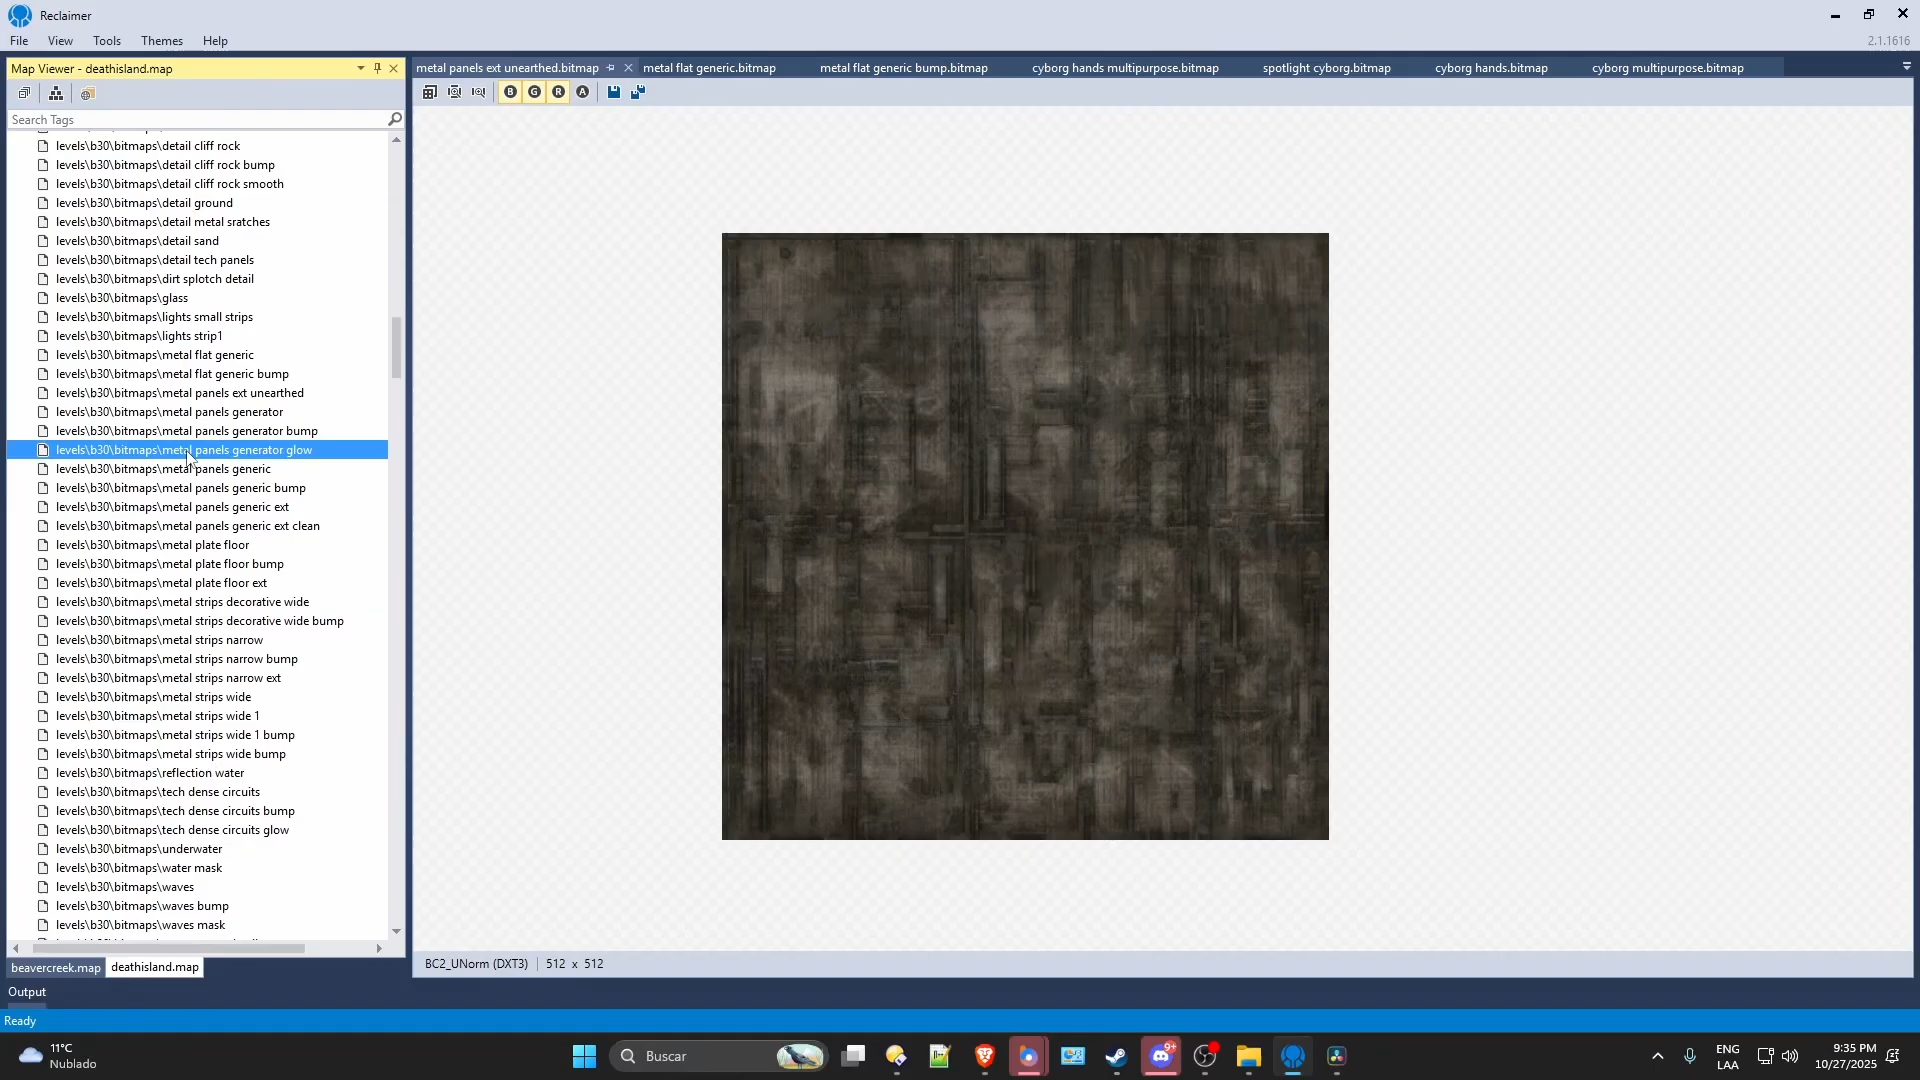 Reclaimer
File View Tools Themes Help
2.1.1616
Map Viewer - deathisland.map
Search Tags
levels\b30\bitmaps\detail cliff rock
levels\b30\bitmaps\detail cliff rock bump
levels\b30\bitmaps\detail cliff rock smooth
levels\b30\bitmaps\detail ground
levels\b30\bitmaps\detail metal sratches
levels\b30\bitmaps\detail sand
levels\b30\bitmaps\detail tech panels
levels\b30\bitmaps\dirt splotch detail
levels\b30\bitmaps\glass
levels\b30\bitmaps\lights small strips
levels\b30\bitmaps\lights strip1
levels\b30\bitmaps\metal flat generic
levels\b30\bitmaps\metal flat generic bump
levels\b30\bitmaps\metal panels ext unearthed
levels\b30\bitmaps\metal panels generator
levels\b30\bitmaps\metal panels generator bump
levels\b30\bitmaps\metal panels generator glow
levels\b30\bitmaps\metal panels generic
levels\b30\bitmaps\metal panels generic bump
levels\b30\bitmaps\metal panels generic ext
levels\b30\bitmaps\metal panels generic ext clean
levels\b30\bitmaps\metal plate floor
levels\b30\bitmaps\metal plate floor bump
levels\b30\bitmaps\metal plate floor ext
levels\b30\bitmaps\metal strips decorative wide
levels\b30\bitmaps\metal strips decorative wide bump
levels\b30\bitmaps\metal strips narrow
levels\b30\bitmaps\metal strips narrow bump
levels\b30\bitmaps\metal strips narrow ext
levels\b30\bitmaps\metal strips wide
levels\b30\bitmaps\metal strips wide 1
levels\b30\bitmaps\metal strips wide 1 bump
levels\b30\bitmaps\metal strips wide bump
levels\b30\bitmaps\reflection water
levels\b30\bitmaps\tech dense circuits
levels\b30\bitmaps\tech dense circuits bump
levels\b30\bitmaps\tech dense circuits glow
levels\b30\bitmaps\underwater
levels\b30\bitmaps\water mask
levels\b30\bitmaps\waves
levels\b30\bitmaps\waves bump
levels\b30\bitmaps\waves mask
beavercreek.map deathisland.map
metal panels ext unearthed.bitmap metal flat generic.bitmap metal flat generic bump.bitmap cyborg hands multipurpose.bitmap spotlight cyborg.bitmap cyborg hands.bitmap cyborg multipurpose.bitmap
B G R A
BC2_UNorm (DXT3) 512 x 512
Output
Ready
11°C
Nublado
Buscar
9+
ENG
LAA
9:35 PM
10/27/2025